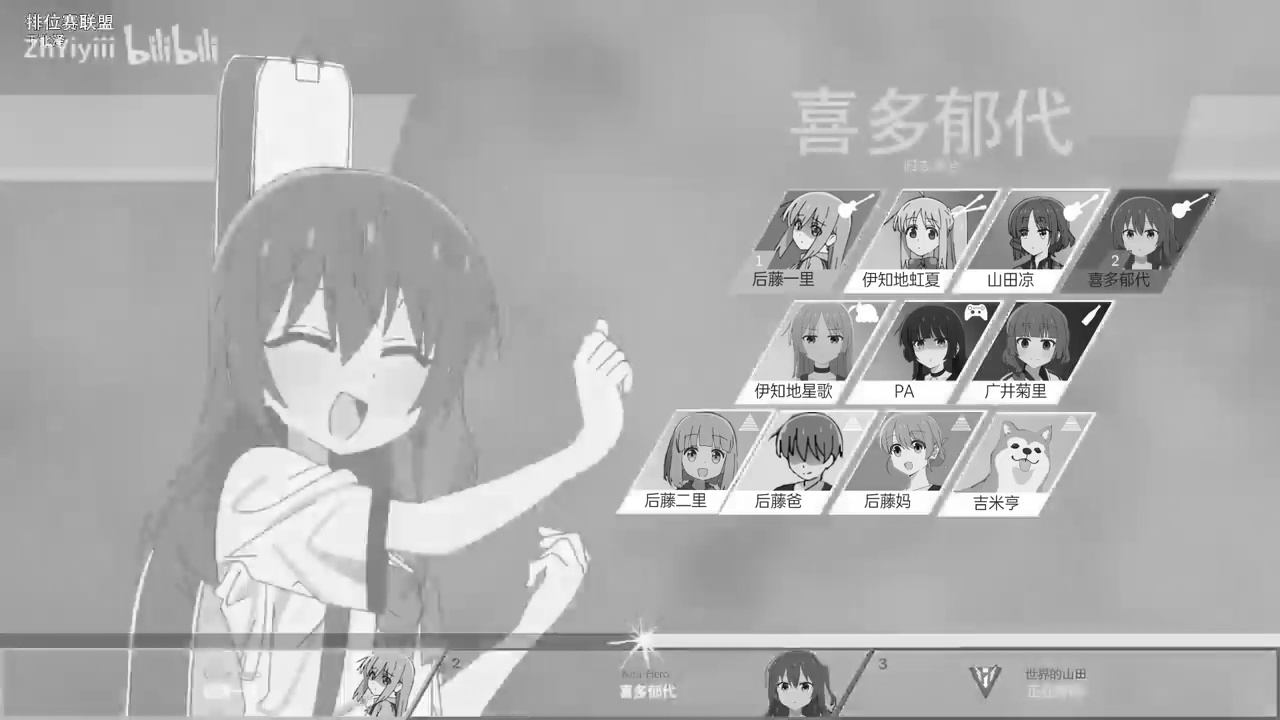 排位赛联盟
ZhYiyiii bilibili
喜多郁代
1
后藤一里
伊知地虹夏
山田凉
2
喜多郁代
伊知地星歌
PA
广井菊里
后藤二里
后藤爸
后藤妈
吉米亨
2
Kita Hero
喜多郁代
3
世界的山田